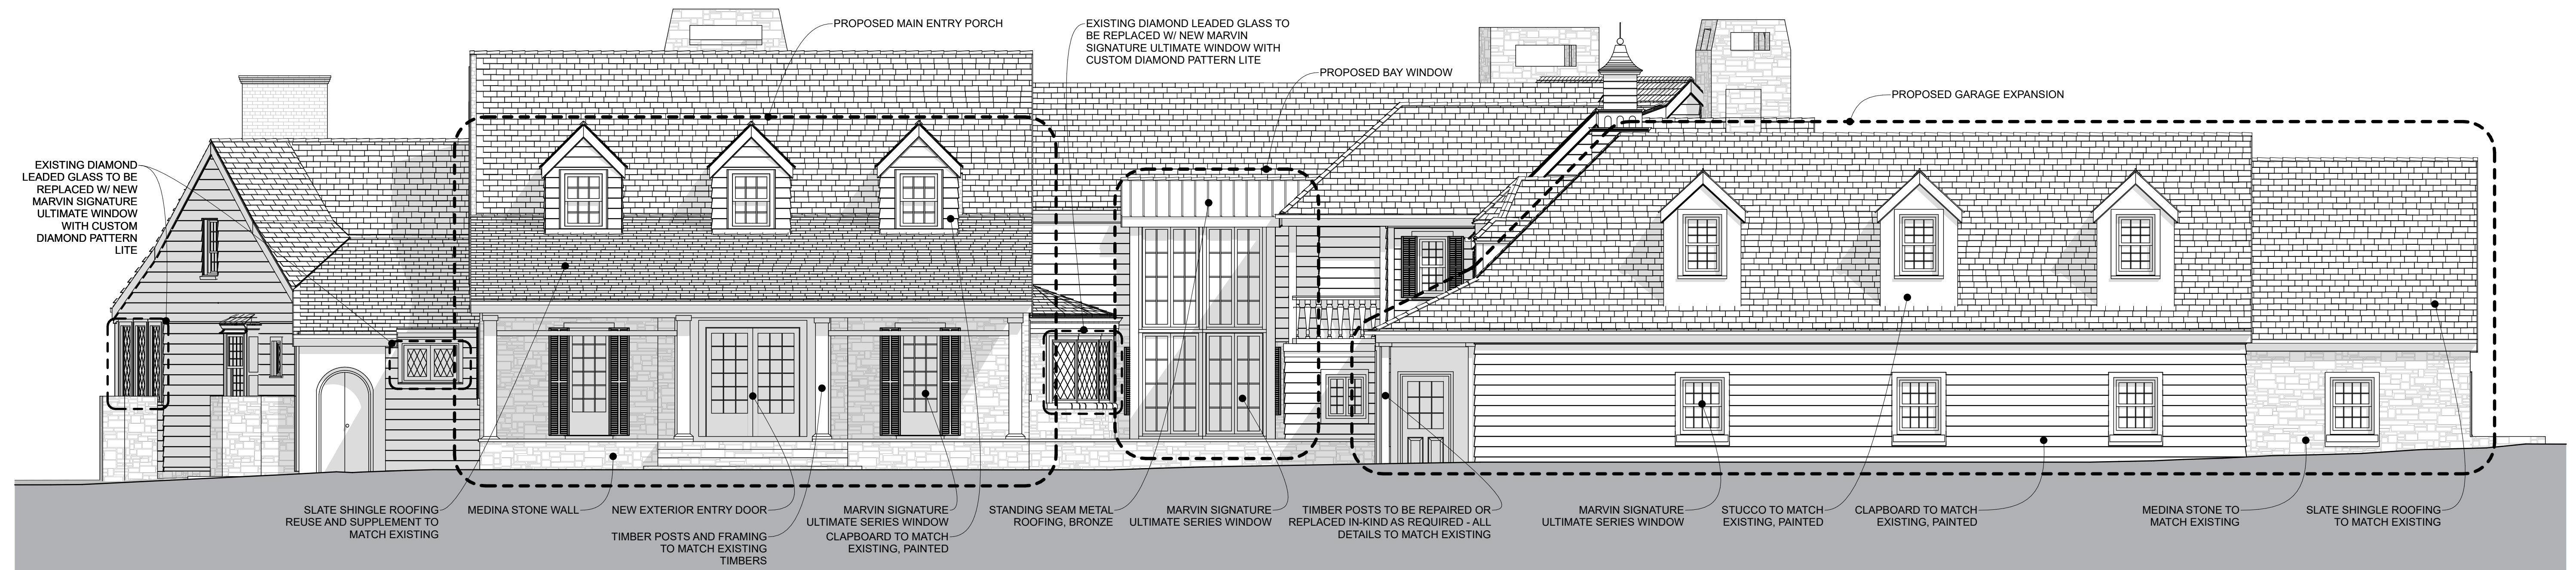 PROPOSED MAIN ENTRY PORCH
EXISTING DIAMOND LEADED GLASS TO
BE REPLACED W/ NEW MARVIN
SIGNATURE ULTIMATE WINDOW WITH
CUSTOM DIAMOND PATTERN LITE
PROPOSED BAY WINDOW
PROPOSED GARAGE EXPANSION
EXISTING DIAMOND
LEADED GLASS TO BE
REPLACED W/ NEW
MARVIN SIGNATURE
ULTIMATE WINDOW
WITH CUSTOM
DIAMOND PATTERN
LITE
SLATE SHINGLE ROOFING
REUSE AND SUPPLEMENT TO
MATCH EXISTING
MEDINA STONE WALL
NEW EXTERIOR ENTRY DOOR
TIMBER POSTS AND FRAMING
TO MATCH EXISTING
TIMBERS
MARVIN SIGNATURE
ULTIMATE SERIES WINDOW
CLAPBOARD TO MATCH
EXISTING, PAINTED
STANDING SEAM METAL
ROOFING, BRONZE
MARVIN SIGNATURE
ULTIMATE SERIES WINDOW
TIMBER POSTS TO BE REPAIRED OR
REPLACED IN-KIND AS REQUIRED - ALL
DETAILS TO MATCH EXISTING
MARVIN SIGNATURE
ULTIMATE SERIES WINDOW
STUCCO TO MATCH
EXISTING, PAINTED
CLAPBOARD TO MATCH
EXISTING, PAINTED
MEDINA STONE TO
MATCH EXISTING
SLATE SHINGLE ROOFING
TO MATCH EXISTING